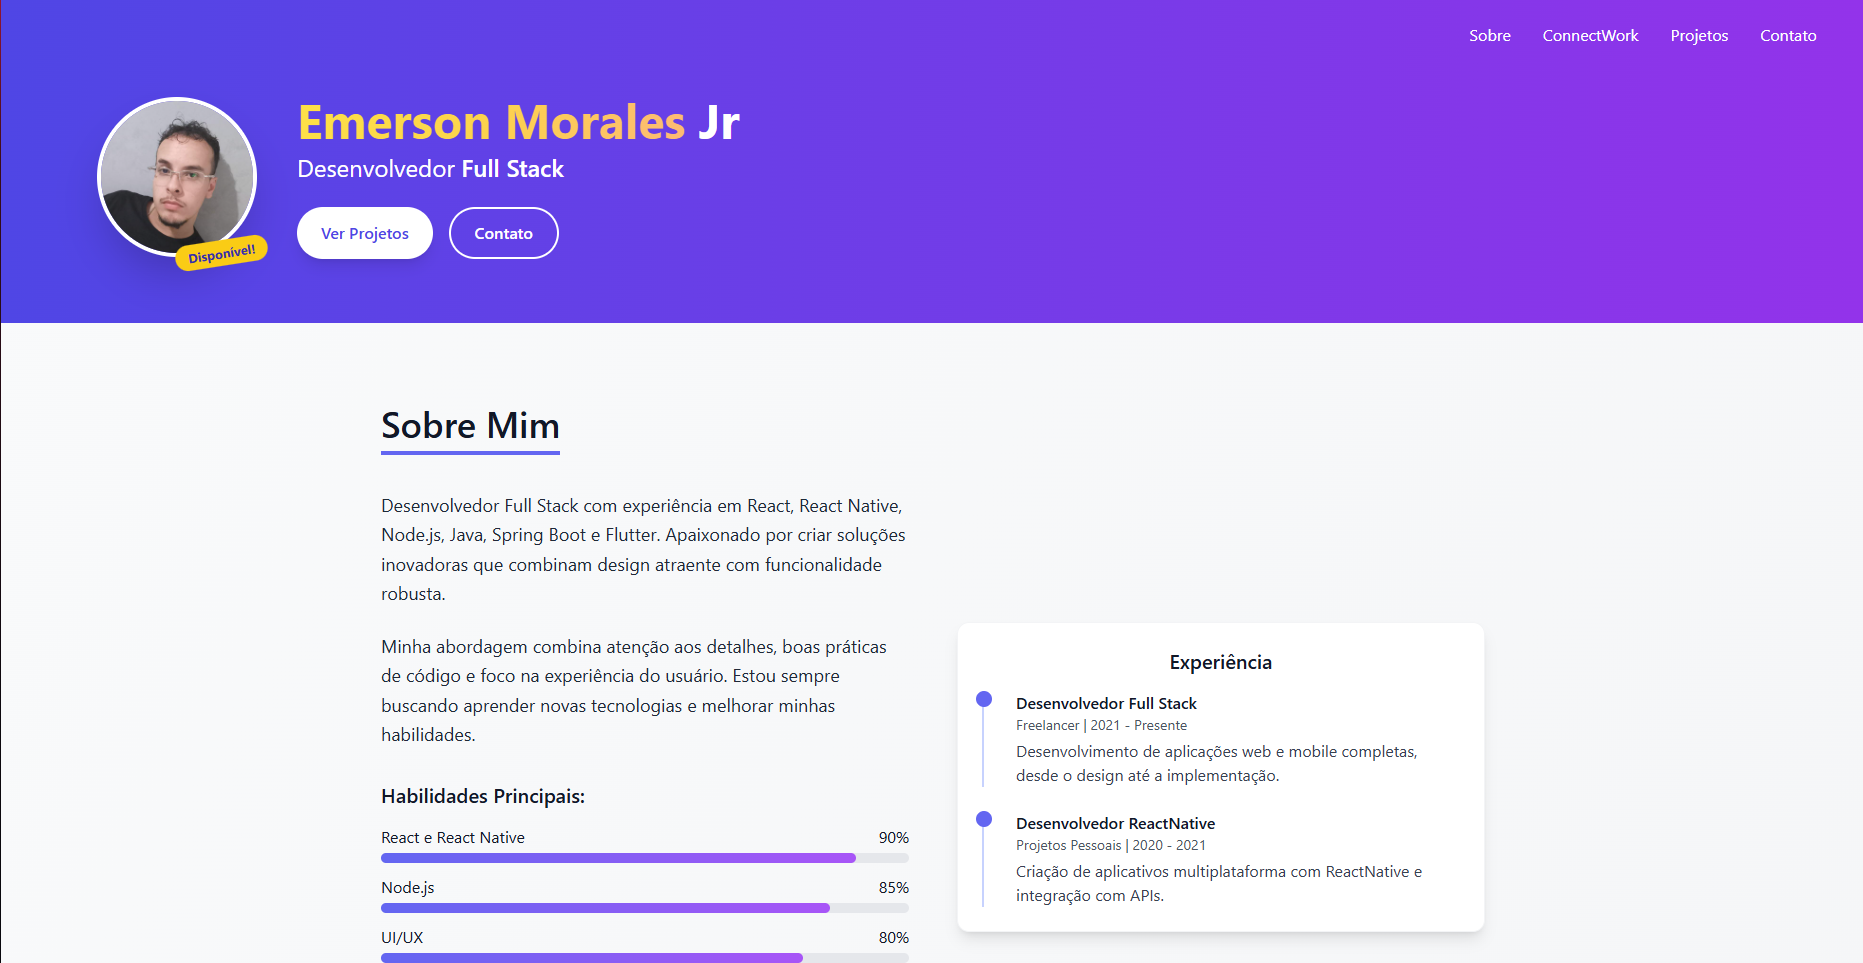 Sobre ConnectWork Projetos Contato
Emerson Morales Jr
Desenvolvedor Full Stack
Ver Projetos Contato
Disponível!
Sobre Mim
Desenvolvedor Full Stack com experiência em React, React Native,
Node.js, Java, Spring Boot e Flutter. Apaixonado por criar soluções
inovadoras que combinam design atraente com funcionalidade
robusta.
Minha abordagem combina atenção aos detalhes, boas práticas
de código e foco na experiência do usuário. Estou sempre
buscando aprender novas tecnologias e melhorar minhas
habilidades.
Habilidades Principais:
React e React Native 90%
Node.js 85%
UI/UX 80%
Experiência
Desenvolvedor Full Stack
Freelancer | 2021 - Presente
Desenvolvimento de aplicações web e mobile completas,
desde o design até a implementação.
Desenvolvedor ReactNative
Projetos Pessoais | 2020 - 2021
Criação de aplicativos multiplataforma com ReactNative e
integração com APIs.